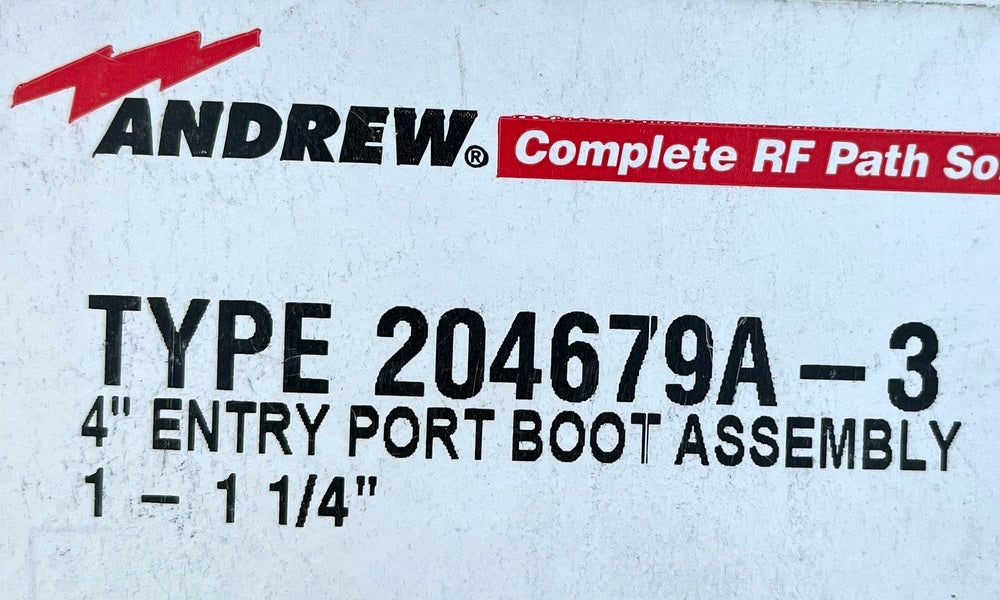 ANDREW® Complete RF Path
TYPE 204679A-3
4" ENTRY PORT BOOT ASSEMBLY
1 - 1 1/4"